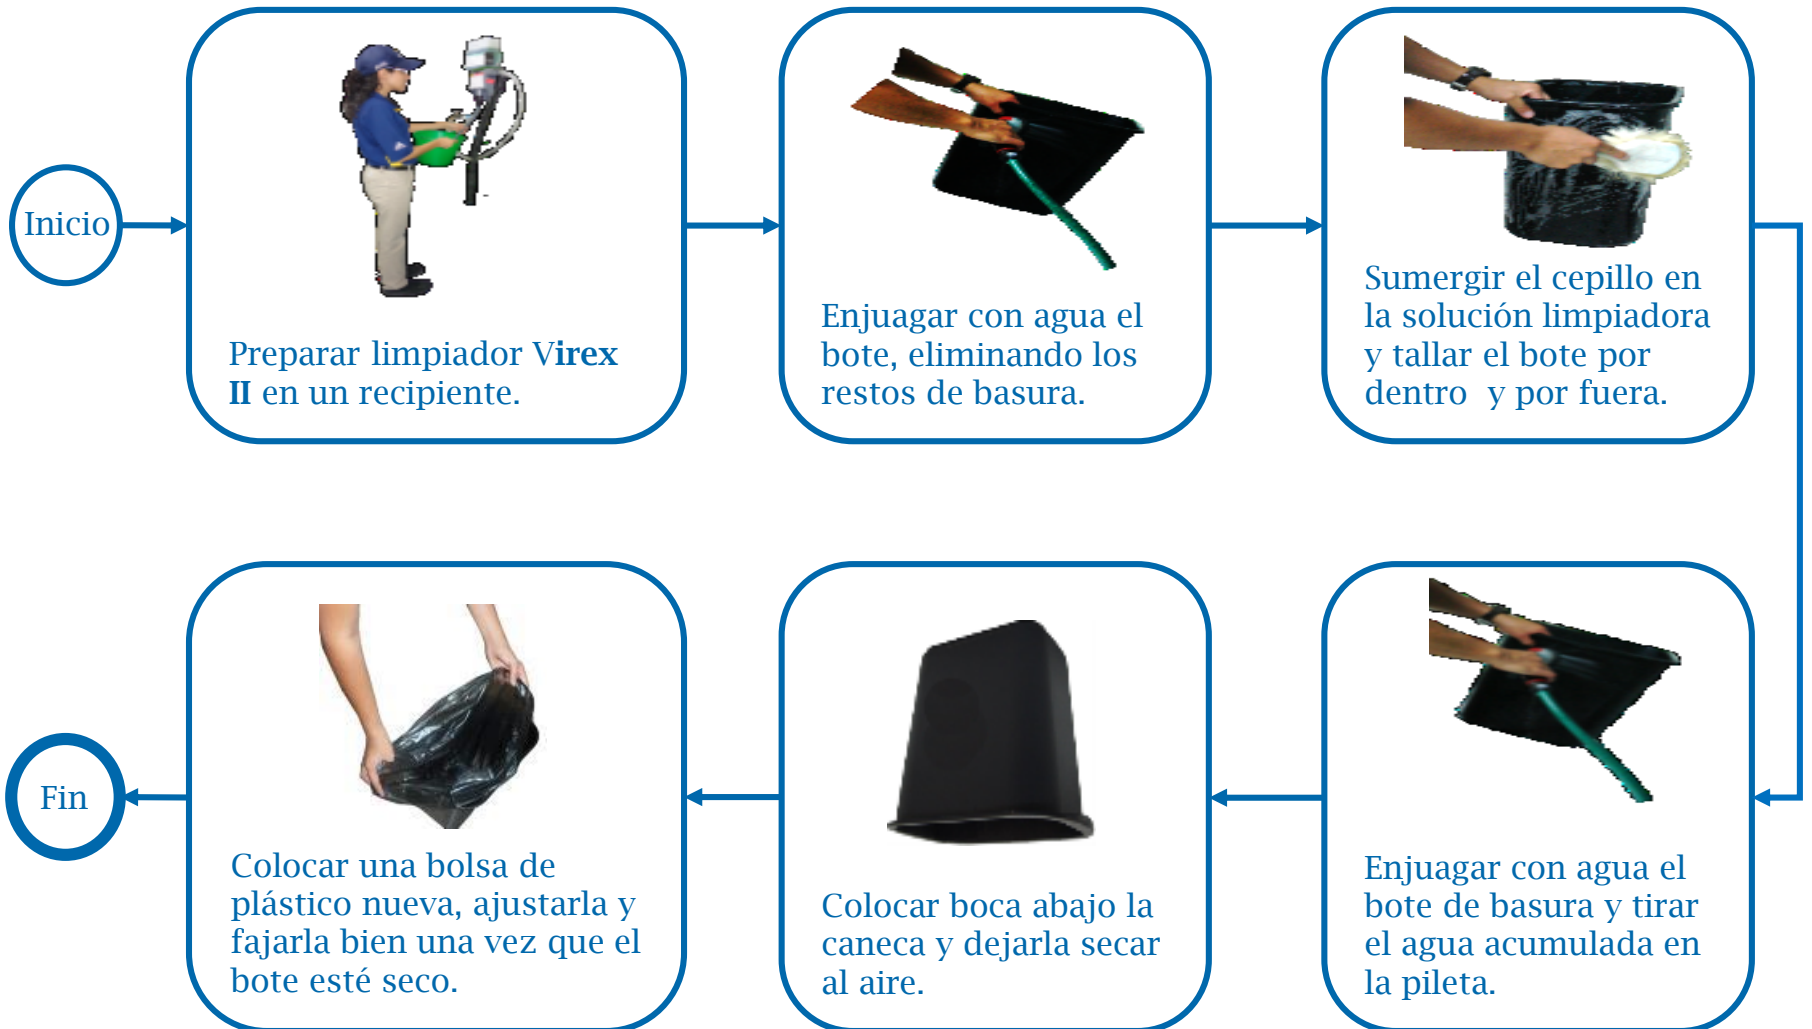 Inicio
Preparar limpiador Virex
II en un recipiente.
Enjuagar con agua el
bote, eliminando los
restos de basura.
Sumergir el cepillo en
la solución limpiadora
y tallar el bote por
dentro  y por fuera.
Enjuagar con agua el
bote de basura y tirar
el agua acumulada en
la pileta.
Colocar boca abajo la
caneca y dejarla secar
al aire.
Colocar una bolsa de
plástico nueva, ajustarla y
fajarla bien una vez que el
bote esté seco.
Fin